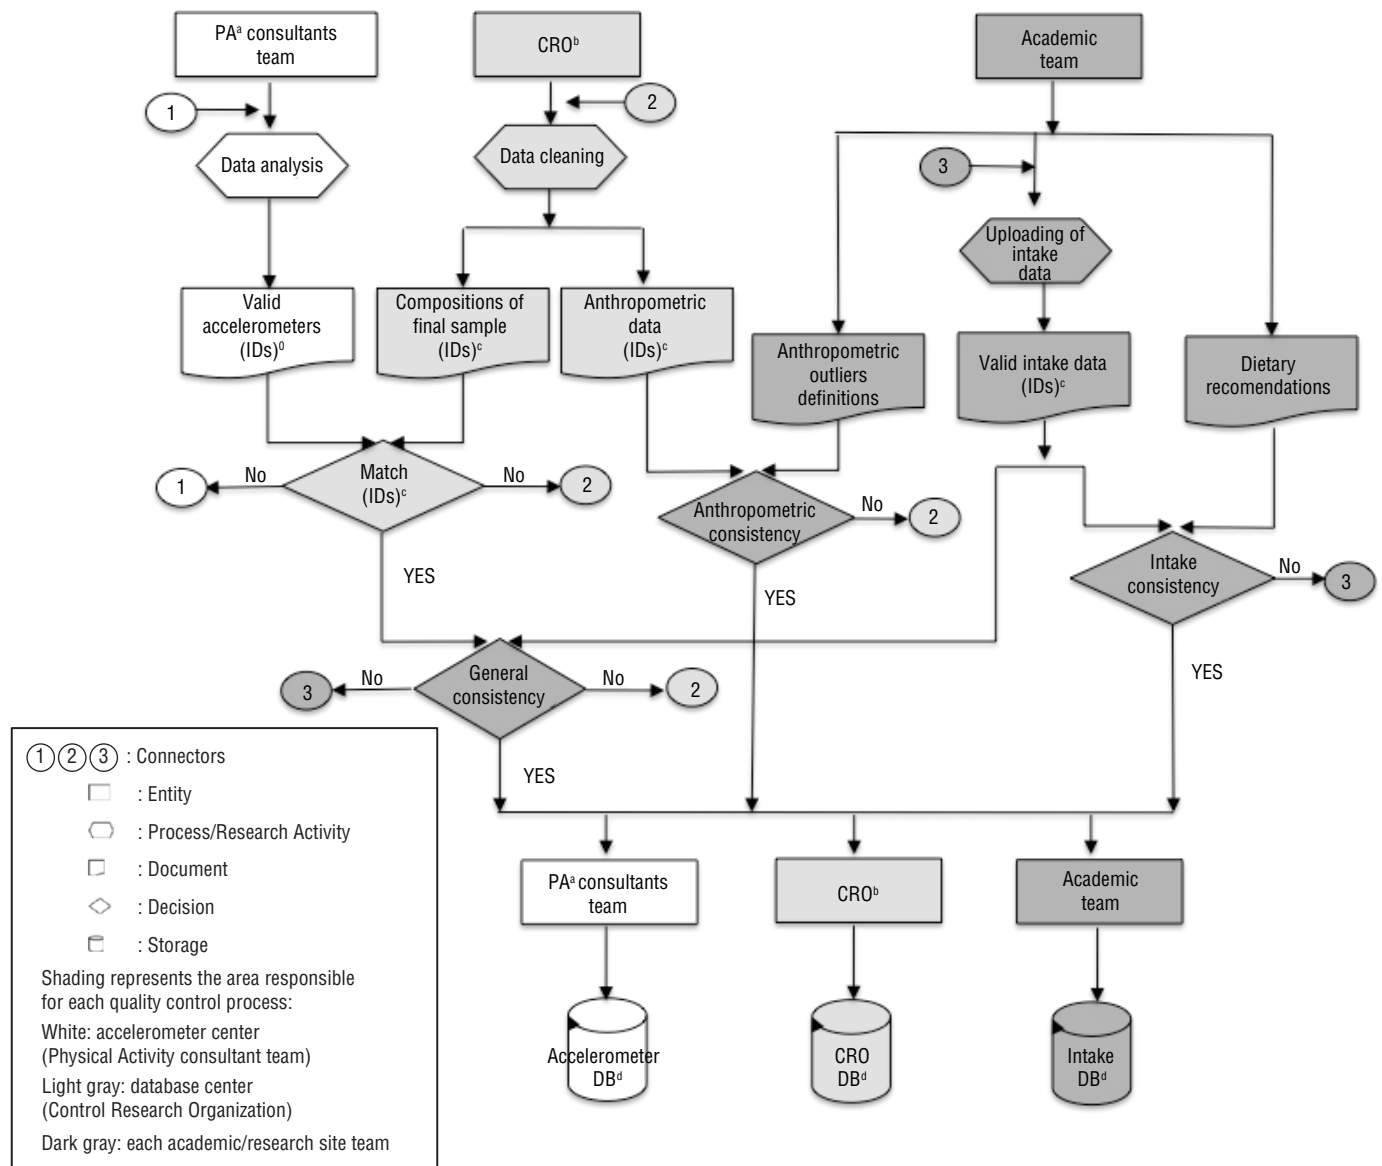 PAᵃ consultants
team
CROᵇ
Academic
team
1
2
Data analysis
Data cleaning
3
Uploading of
intake
data
Valid
accelerometers
(IDs)⁰
Compositions of
final sample
(IDs)ᶜ
Anthropometric
data
(IDs)ᶜ
Anthropometric
outliers
definitions
Valid intake data
(IDs)ᶜ
Dietary
recomendations
1
No
Match
(IDs)ᶜ
No
2
Anthropometric
consistency
No
2
Intake
consistency
No
3
YES
YES
YES
3
No
General
consistency
No
2
YES
1 2 3 : Connectors
: Entity
: Process/Research Activity
: Document
: Decision
: Storage
Shading represents the area responsible
for each quality control process:
White: accelerometer center
(Physical Activity consultant team)
Light gray: database center
(Control Research Organization)
Dark gray: each academic/research site team
PAᵃ consultants
team
CROᵇ
Academic
team
Accelerometer
DBᵈ
CRO
DBᵈ
Intake
DBᵈ